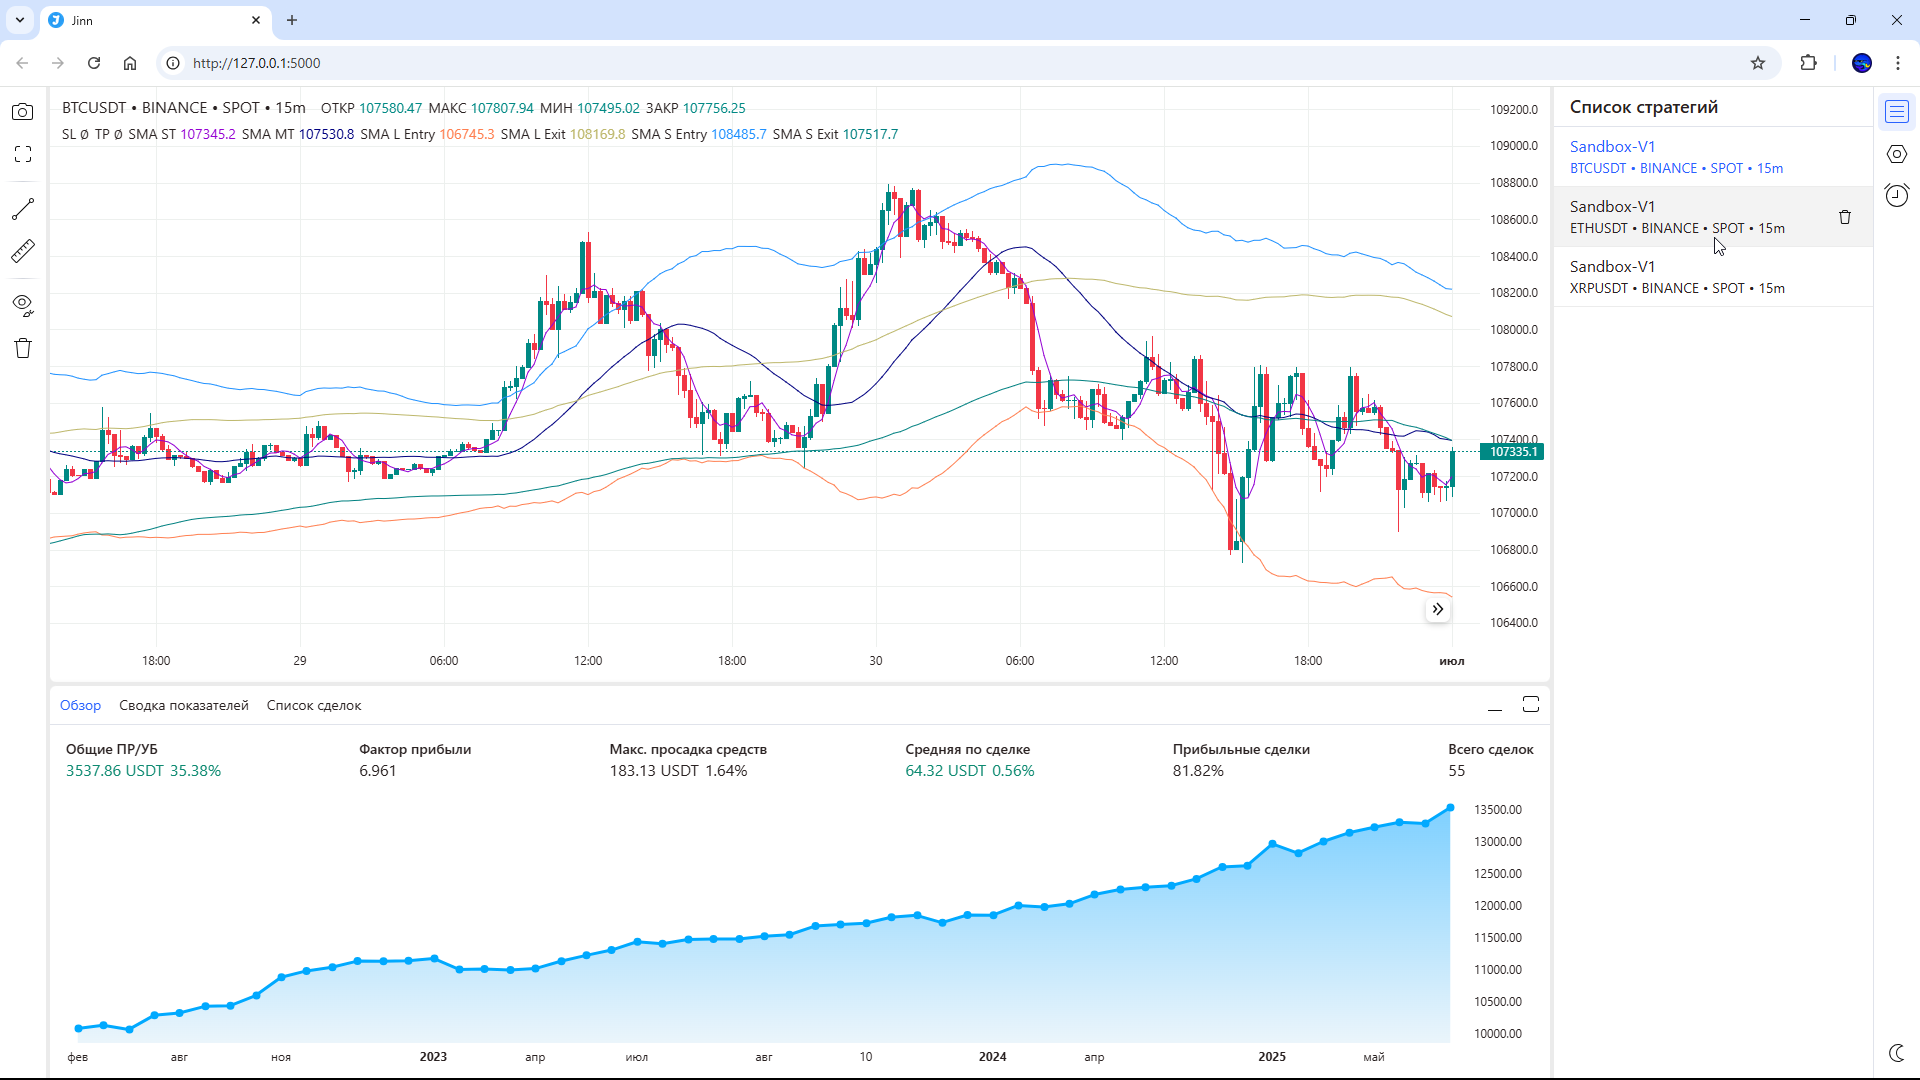 Jinn
http://127.0.0.1:5000
BTCUSDT • BINANCE • SPOT • 15m ОТКР 107580.47 МАКС 107807.94 МИН 107495.02 ЗАКР 107756.25
SL Ø TP Ø SMA ST 107345.2 SMA MT 107530.8 SMA L Entry 106745.3 SMA L Exit 108169.8 SMA S Entry 108485.7 SMA S Exit 107517.7
109200.0
109000.0
108800.0
108600.0
108400.0
108200.0
108000.0
107800.0
107600.0
107400.0
107335.1
107200.0
107000.0
106800.0
106600.0
106400.0
18:00 29 06:00 12:00 18:00 30 06:00 12:00 18:00 июл
Обзор Сводка показателей Список сделок
Общие ПР/УБ Фактор прибыли Макс. просадка средств Средняя по сделке Прибыльные сделки Всего сделок
3537.86 USDT 35.38% 6.961 183.13 USDT 1.64% 64.32 USDT 0.56% 81.82% 55
13500.00
13000.00
12500.00
12000.00
11500.00
11000.00
10500.00
10000.00
фев авг ноя 2023 апр июл авг 10 2024 апр 2025 май
Список стратегий
Sandbox-V1
BTCUSDT • BINANCE • SPOT • 15m
Sandbox-V1
ETHUSDT • BINANCE • SPOT • 15m
Sandbox-V1
XRPUSDT • BINANCE • SPOT • 15m